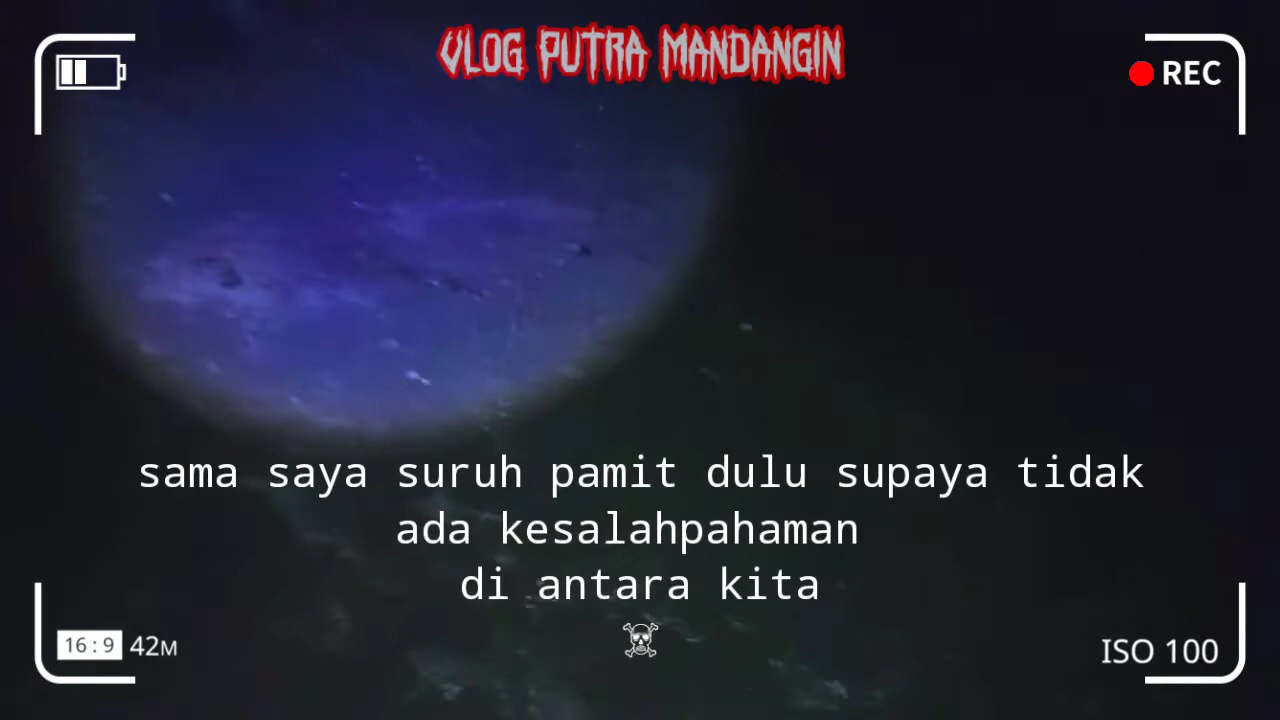 VLOG PUTRA MANDANGIN
REC
sama saya suruh pamit dulu supaya tidak
ada kesalahpahaman
di antara kita
16:9 42M
ISO 100